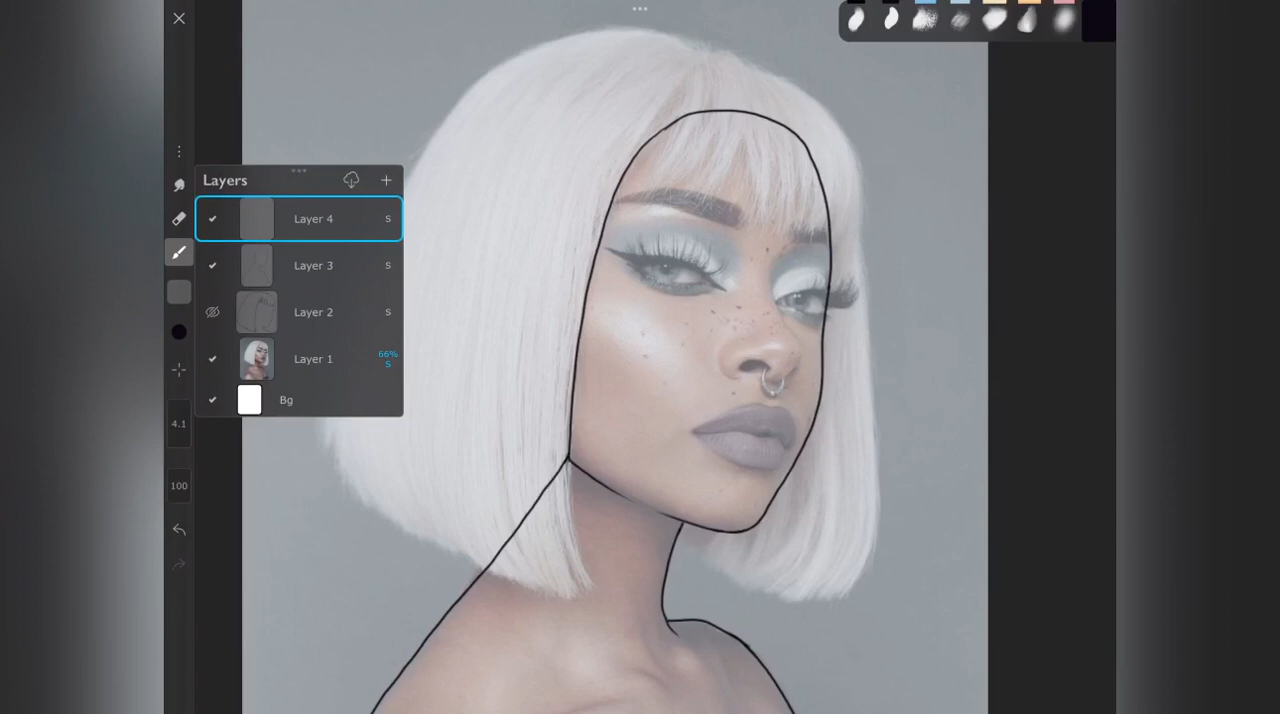 Layers
Layer 4 S
Layer 3 S
Layer 2 S
Layer 1 66% S
Bg
4.1
100